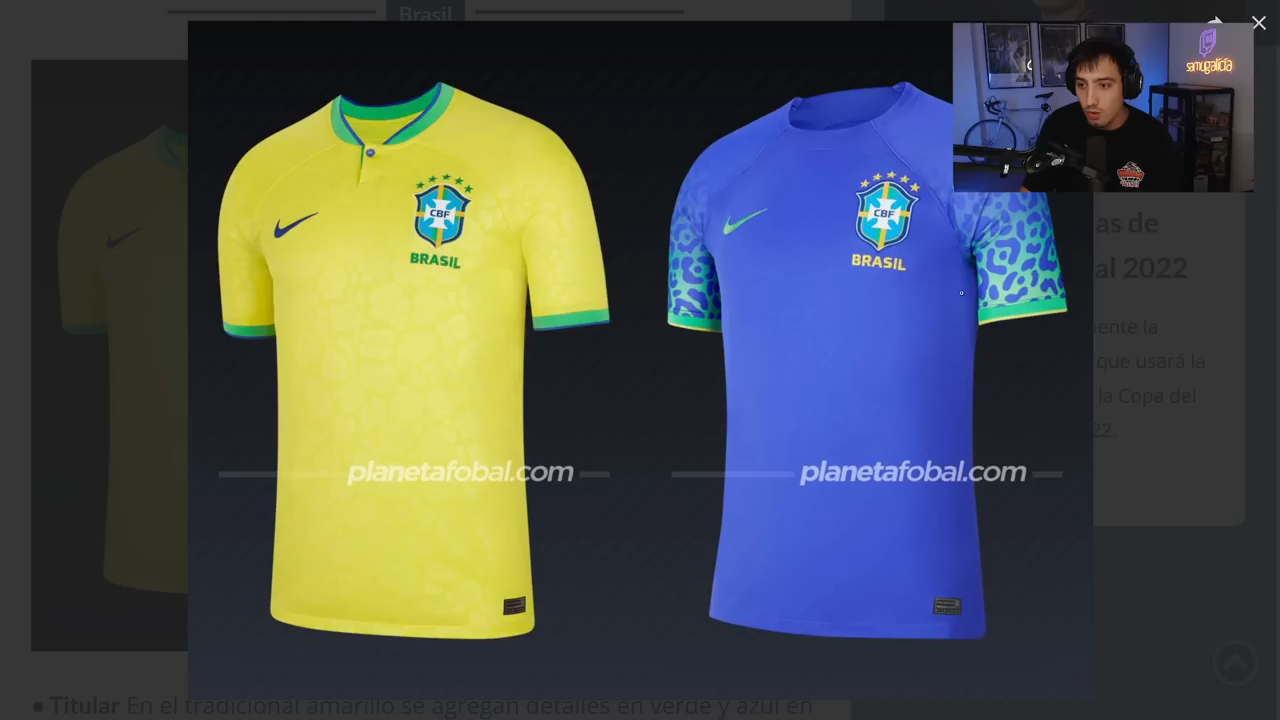 Brasil
samugalicia
CBF
BRASIL
CBF
BRASIL
as de
al 2022
ente la
que usará la
la Copa del
22.
planetafobal.com
planetafobal.com
• Titular En el tradicional amarillo se agregan detalles en verde y azul en